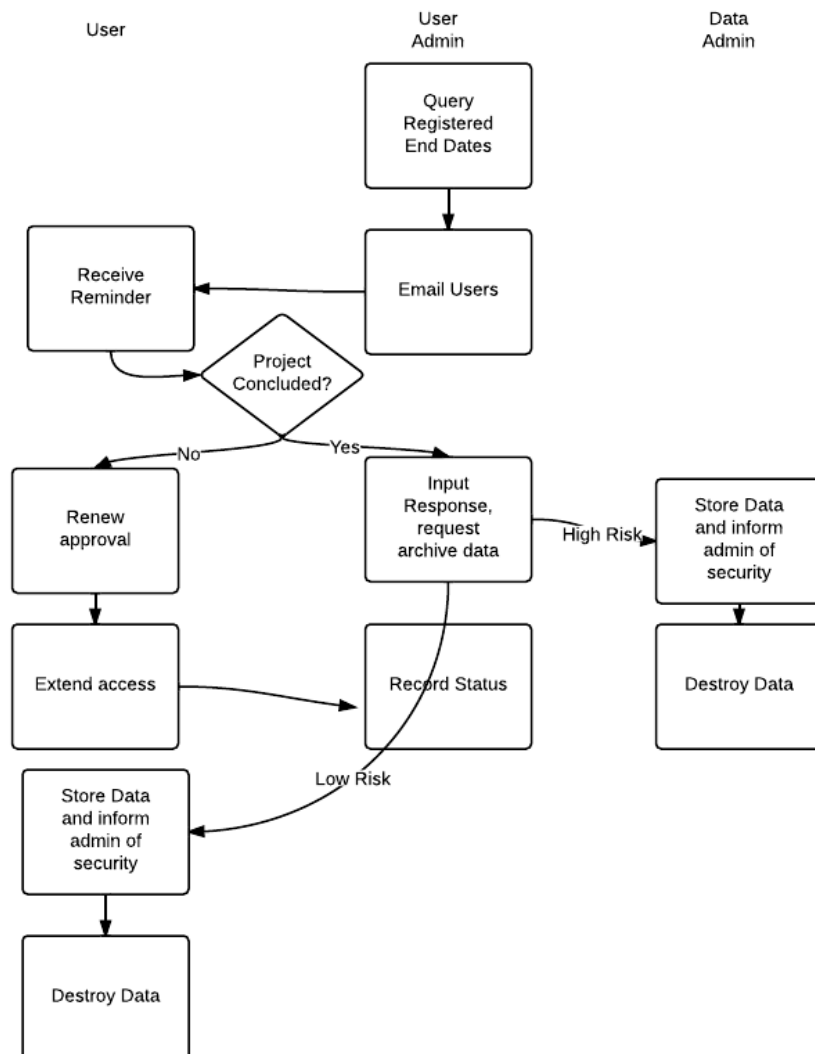 User
User
Admin
Data
Admin
Query
Registered
End Dates
Receive
Reminder
Email Users
Project
Concluded?
No
Yes
Renew
approval
Input
Response,
request
archive data
High Risk
Store Data
and inform
admin of
security
Extend access
Record Status
Destroy Data
Low Risk
Store Data
and inform
admin of
security
Destroy Data